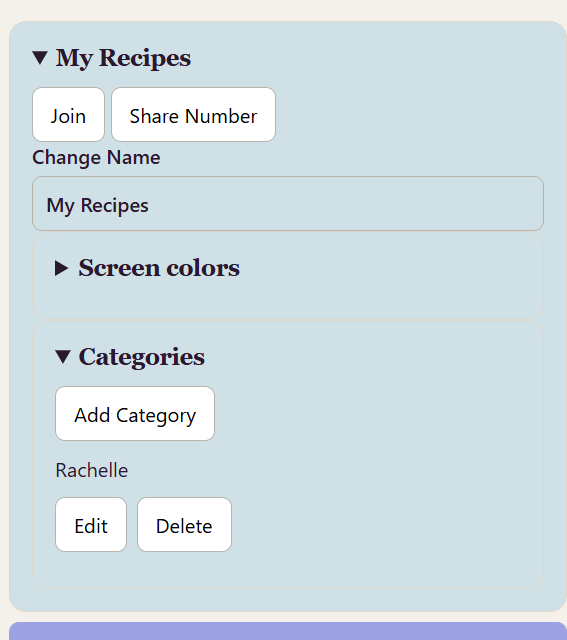 My Recipes
Join Share Number
Change Name
My Recipes
Screen colors
Categories
Add Category
Rachelle
Edit Delete